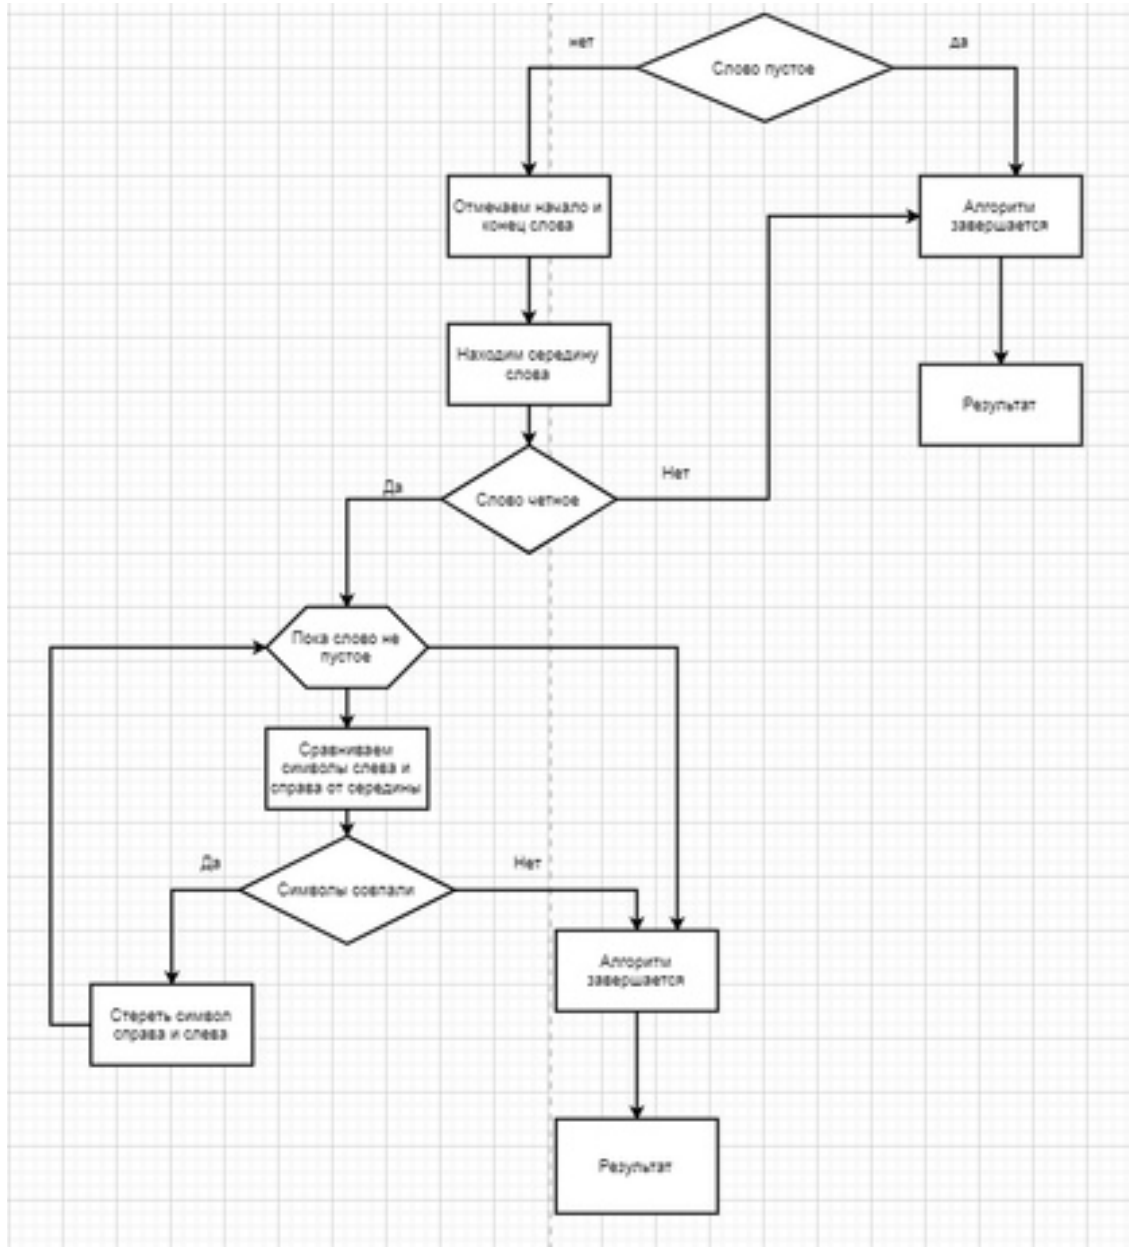 нет
да
Слово пустое
Отмечаем начало и
конец слова
Алгоритм
завершается
Находим середину
слова
Результат
Слово четное
Да
Нет
Пока слово не
пустое
Сравниваем
символы слева и
справа от середины
Да
Нет
Символы совпали
Алгоритм
завершается
Стереть символ
справа и слева
Результат